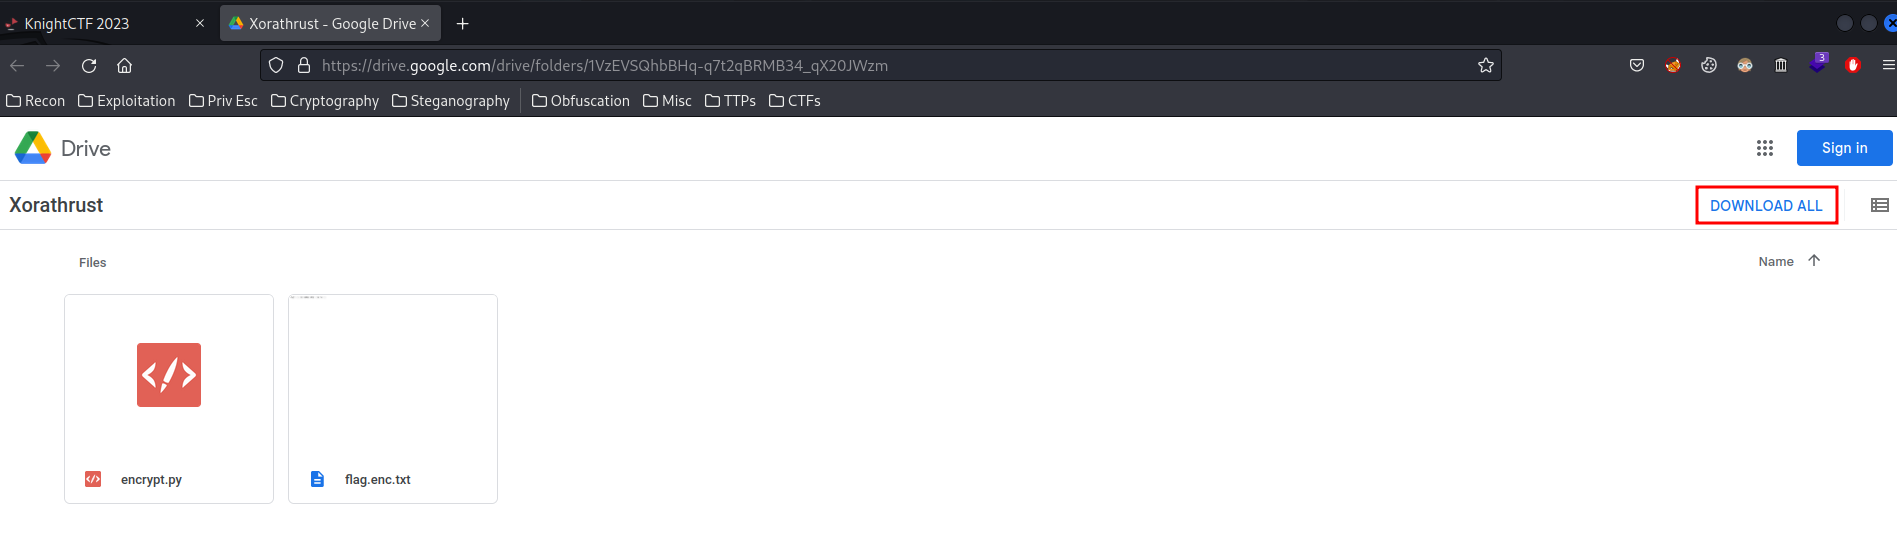 KnightCTF 2023
Xorathrust - Google Drive
https://drive.google.com/drive/folders/1VzEVSQhbBHq-q7t2qBRMB34_qX20JWzm
3
Recon Exploitation Priv Esc Cryptography Steganography Obfuscation Misc TTPs CTFs
Drive
Sign in
Xorathrust
DOWNLOAD ALL
Files
Name
encrypt.py
flag.enc.txt